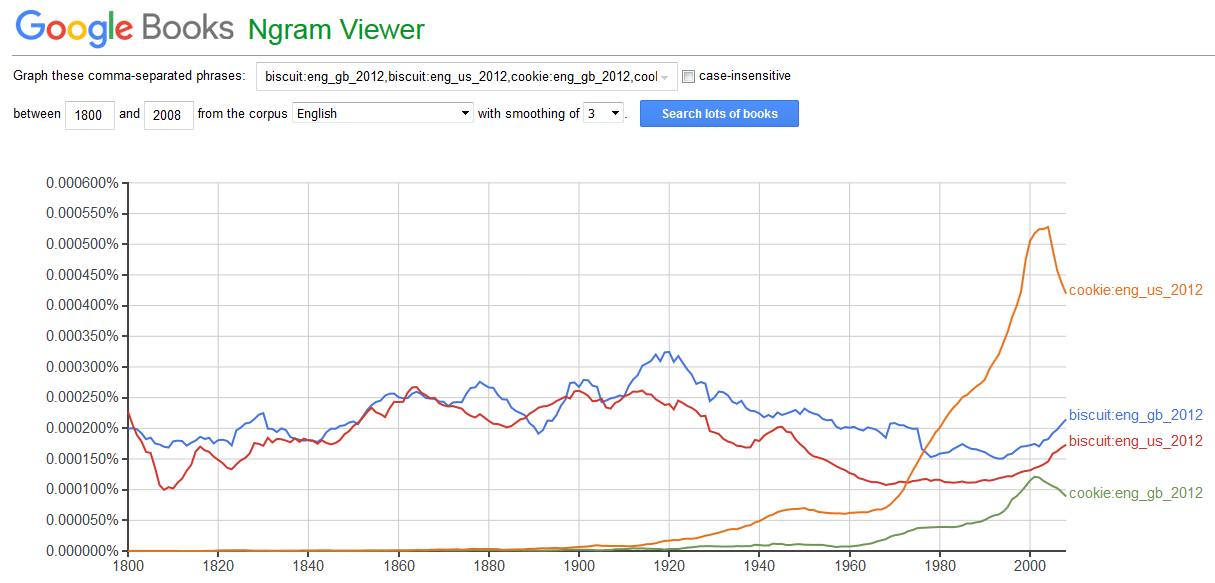 Google Books Ngram Viewer
Graph these comma-separated phrases: biscuit:eng_gb_2012,biscuit:eng_us_2012,cookie:eng_gb_2012,cool case-insensitive
between 1800 and 2008 from the corpus English with smoothing of 3 . Search lots of books
0.000600%
0.000550%
0.000500%
0.000450%
0.000400%
0.000350%
0.000300%
0.000250%
0.000200%
0.000150%
0.000100%
0.000050%
0.000000%
cookie:eng_us_2012
biscuit:eng_gb_2012
biscuit:eng_us_2012
cookie:eng_gb_2012
1800 1820 1840 1860 1880 1900 1920 1940 1960 1980 2000